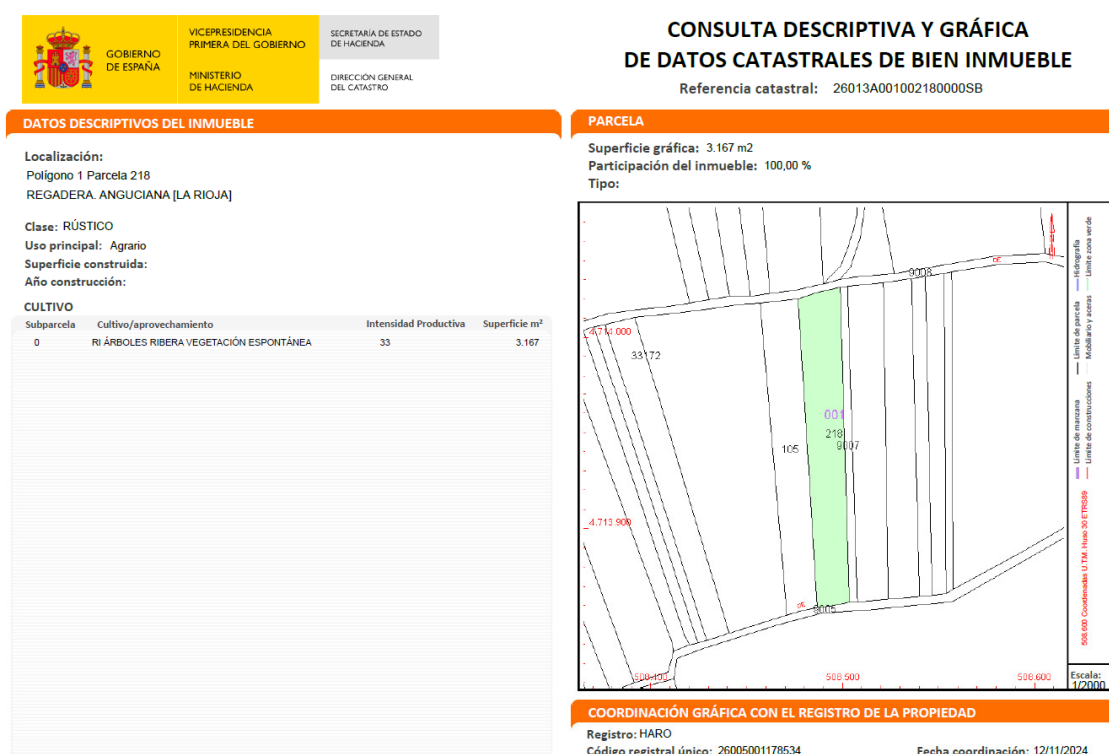 GOBIERNO
DE ESPAÑA
VICEPRESIDENCIA
PRIMERA DEL GOBIERNO
MINISTERIO
DE HACIENDA
SECRETARÍA DE ESTADO
DE HACIENDA
DIRECCIÓN GENERAL
DEL CATASTRO
CONSULTA DESCRIPTIVA Y GRÁFICA
DE DATOS CATASTRALES DE BIEN INMUEBLE
Referencia catastral: 26013A001002180000SB
DATOS DESCRIPTIVOS DEL INMUEBLE
Localización:
Polígono 1 Parcela 218
REGADERA. ANGUCIANA [LA RIOJA]
Clase: RÚSTICO
Uso principal: Agrario
Superficie construida:
Año construcción:
CULTIVO
Subparcela Cultivo/aprovechamiento Intensidad Productiva Superficie m²
0 RI ÁRBOLES RIBERA VEGETACIÓN ESPONTÁNEA 33 3.167
PARCELA
Superficie gráfica: 3.167 m2
Participación del inmueble: 100,00 %
Tipo:
9008
4.714.000
33172
001
218
9007
105
4.713.900
9005
508.400
508.500
508.600
Hidrografía
Límite zona verde
Límite de parcela
Mobiliario y aceras
Límite de manzana
Límite de construcciones
508.600 Coordenadas U.T.M. Huso 30 ETRS89
Escala:
1/2000
COORDINACIÓN GRÁFICA CON EL REGISTRO DE LA PROPIEDAD
Registro: HARO
Código registral único: 26005001178534 Fecha coordinación: 12/11/2024